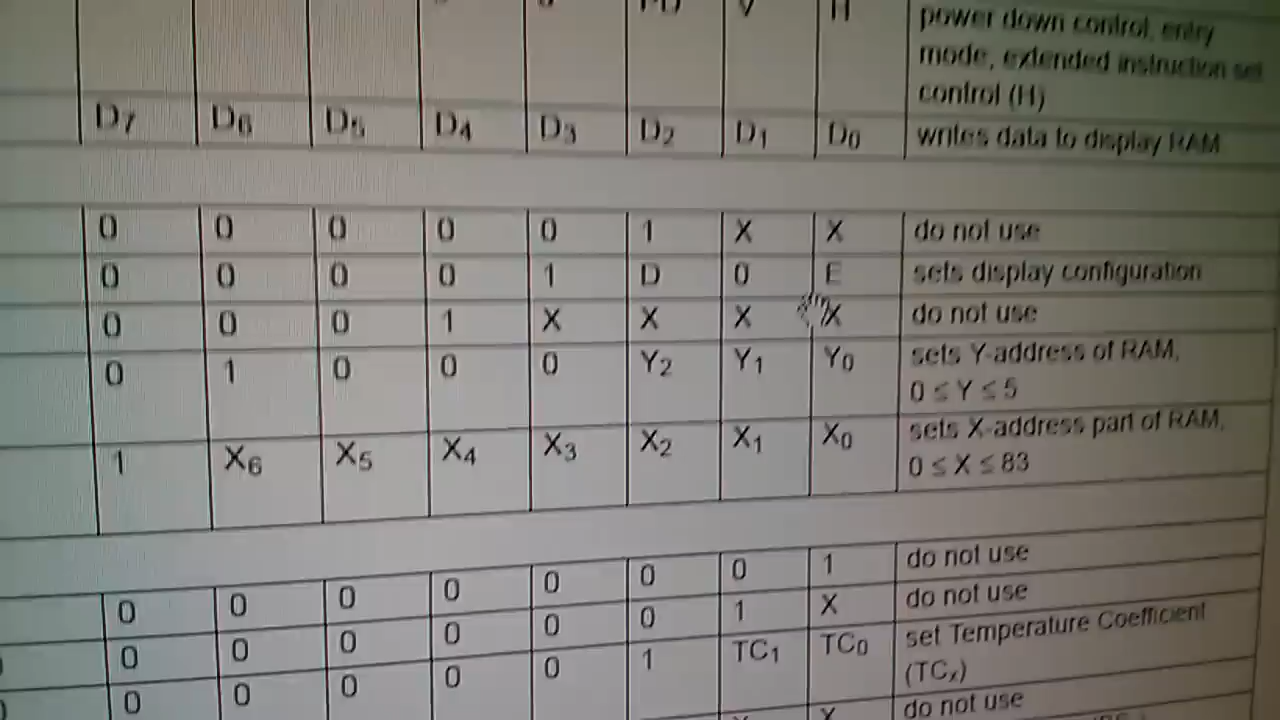 PD V H power down control, entry
mode, extended instruction set
control (H)
D7 D6 D5 D4 D3 D2 D1 D0 writes data to display RAM
0 0 0 0 0 1 X X do not use
0 0 0 0 1 D 0 E sets display configuration
0 0 0 1 X X X X do not use
0 1 0 0 0 Y2 Y1 Y0 sets Y-address of RAM,
0 ≤ Y ≤ 5
1 X6 X5 X4 X3 X2 X1 X0 sets X-address part of RAM,
0 ≤ X ≤ 83
0 0 0 0 0 0 0 1 do not use
0 0 0 0 0 0 1 X do not use
0 0 0 0 0 1 TC1 TC0 set Temperature Coefficient
(TCx)
X do not use